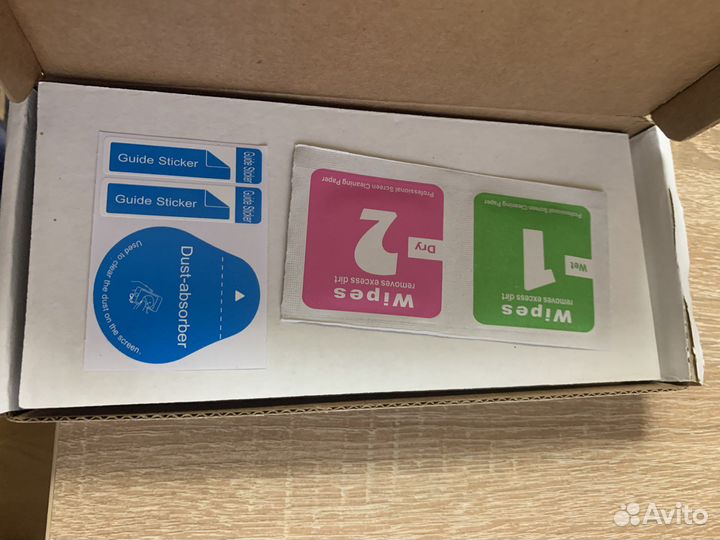 Guide Sticker
Guide Sticker
Guide Sticker
Guide Sticker
Dust-absorber
Used to clear the dust on the screen.
Wipes
removes excess dirt
2
Dry
Professional Screen Cleaning Paper
Wipes
removes excess dirt
1
Wet
Professional Screen Cleaning Paper
Avito